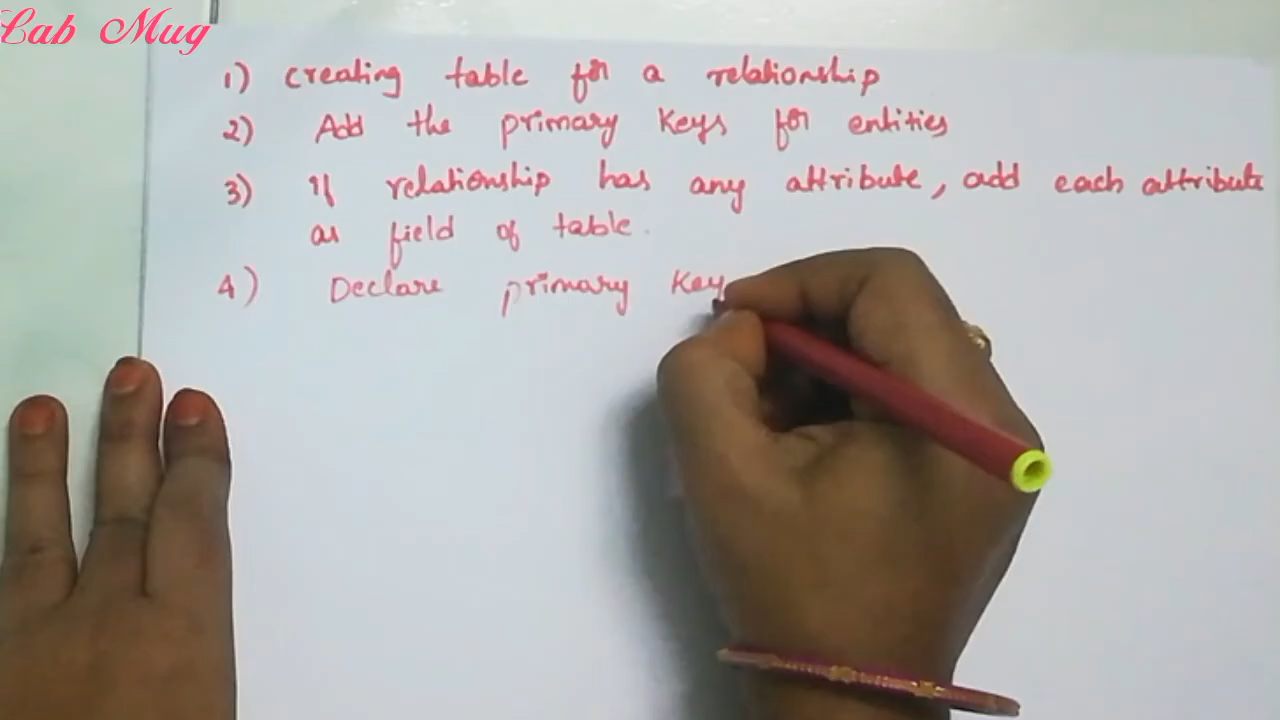 Lab Mug
1) Creating table for a relationship
2) Add the primary Keys for entities
3) If relationship has any attribute, add each attribute
as field of table.
4) Declare primary Key